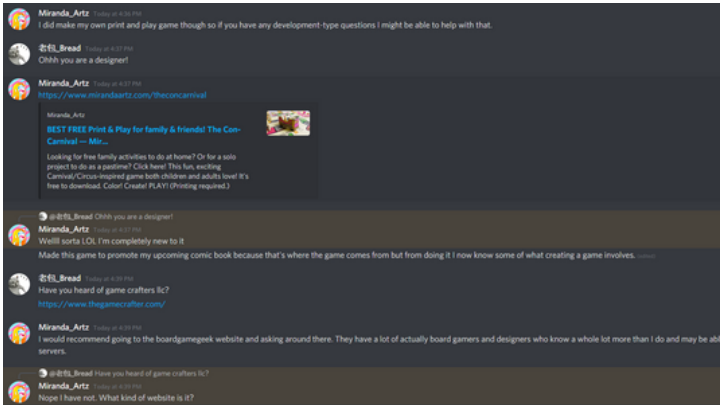 Miranda_Artz Today at 4:36 PM
I did make my own print and play game though so if you have any development-type questions I might be able to help with that.
老包_Bread Today at 4:37 PM
Ohhh you are a designer!
Miranda_Artz Today at 4:37 PM
https://www.mirandaartz.com/theconcarnival
Miranda_Artz
BEST FREE Print & Play for family & friends! The Con-
Carnival — Mir...
Looking for free family activities to do at home? Or for a solo
project to do as a pastime? Click here! This fun, exciting
Carnival/Circus-inspired game both children and adults love! It's
free to download. Color! Create! PLAY! (Printing required.)
@老包_Bread Ohhh you are a designer!
Miranda_Artz Today at 4:37 PM
Wellll sorta LOL I'm completely new to it
Made this game to promote my upcoming comic book because that's where the game comes from but from doing it I now know some of what creating a game involves. (edited)
老包_Bread Today at 4:39 PM
Have you heard of game crafters llc?
https://www.thegamecrafter.com/
Miranda_Artz Today at 4:39 PM
I would recommend going to the boardgamegeek website and asking around there. They have a lot of actually board gamers and designers who know a whole lot more than I do and may be abl
servers.
@老包_Bread Have you heard of game crafters llc?
Miranda_Artz Today at 4:39 PM
Nope I have not. What kind of website is it?